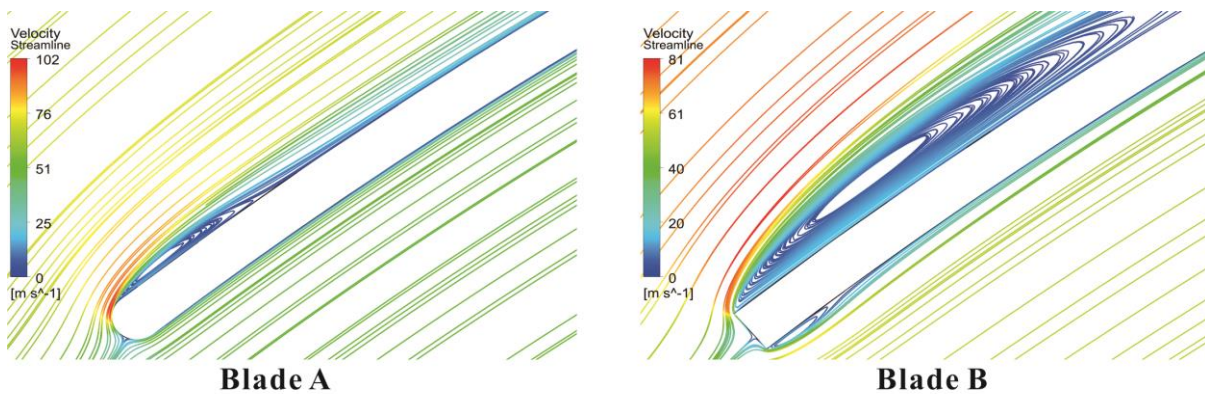 Velocity
Streamline
102
76
51
25
0
[m s^-1]
Blade A
Velocity
Streamline
81
61
40
20
0
[m s^-1]
Blade B